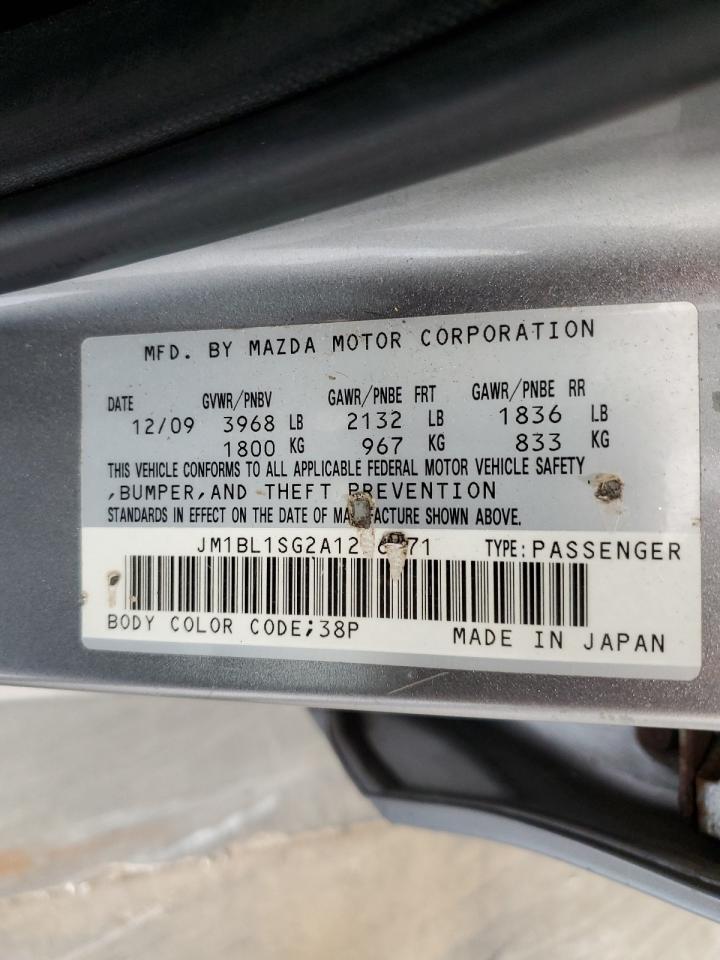 MFD. BY MAZDA MOTOR CORPORATION
DATE GVWR/PNBV GAWR/PNBE FRT GAWR/PNBE RR
12/09 3968 LB 2132 LB 1836 LB
1800 KG 967 KG 833 KG
THIS VEHICLE CONFORMS TO ALL APPLICABLE FEDERAL MOTOR VEHICLE SAFETY
,BUMPER,AND THEFT PREVENTION
STANDARDS IN EFFECT ON THE DATE OF MANUFACTURE SHOWN ABOVE.
TYPE:PASSENGER
BODY COLOR CODE;38P MADE IN JAPAN